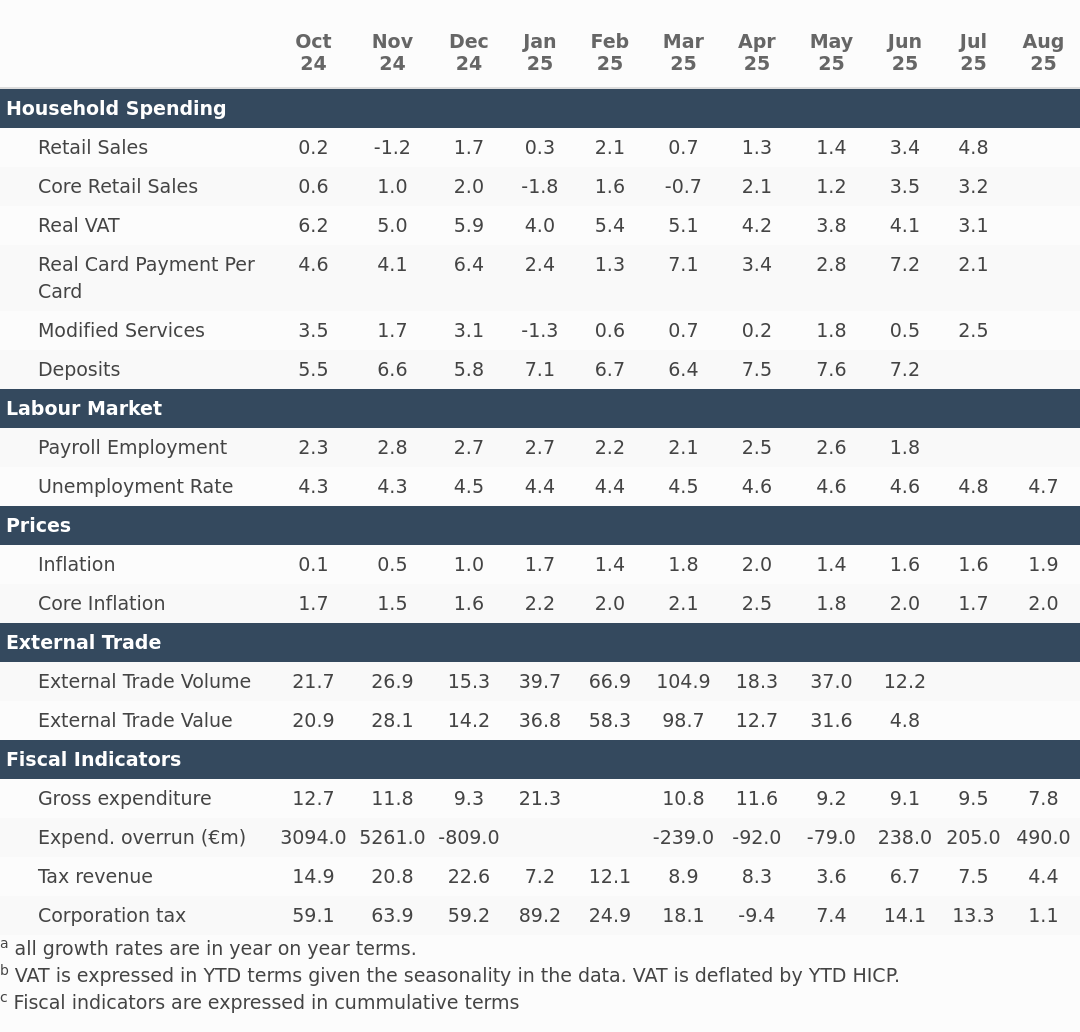 Oct 24 Nov 24 Dec 24 Jan 25 Feb 25 Mar 25 Apr 25 May 25 Jun 25 Jul 25 Aug 25
Household Spending
Retail Sales 0.2 -1.2 1.7 0.3 2.1 0.7 1.3 1.4 3.4 4.8
Core Retail Sales 0.6 1.0 2.0 -1.8 1.6 -0.7 2.1 1.2 3.5 3.2
Real VAT 6.2 5.0 5.9 4.0 5.4 5.1 4.2 3.8 4.1 3.1
Real Card Payment Per 4.6 4.1 6.4 2.4 1.3 7.1 3.4 2.8 7.2 2.1
Card
Modified Services 3.5 1.7 3.1 -1.3 0.6 0.7 0.2 1.8 0.5 2.5
Deposits 5.5 6.6 5.8 7.1 6.7 6.4 7.5 7.6 7.2
Labour Market
Payroll Employment 2.3 2.8 2.7 2.7 2.2 2.1 2.5 2.6 1.8
Unemployment Rate 4.3 4.3 4.5 4.4 4.4 4.5 4.6 4.6 4.6 4.8 4.7
Prices
Inflation 0.1 0.5 1.0 1.7 1.4 1.8 2.0 1.4 1.6 1.6 1.9
Core Inflation 1.7 1.5 1.6 2.2 2.0 2.1 2.5 1.8 2.0 1.7 2.0
External Trade
External Trade Volume 21.7 26.9 15.3 39.7 66.9 104.9 18.3 37.0 12.2
External Trade Value 20.9 28.1 14.2 36.8 58.3 98.7 12.7 31.6 4.8
Fiscal Indicators
Gross expenditure 12.7 11.8 9.3 21.3 10.8 11.6 9.2 9.1 9.5 7.8
Expend. overrun (€m) 3094.0 5261.0 -809.0 -239.0 -92.0 -79.0 238.0 205.0 490.0
Tax revenue 14.9 20.8 22.6 7.2 12.1 8.9 8.3 3.6 6.7 7.5 4.4
Corporation tax 59.1 63.9 59.2 89.2 24.9 18.1 -9.4 7.4 14.1 13.3 1.1
a all growth rates are in year on year terms.
b VAT is expressed in YTD terms given the seasonality in the data. VAT is deflated by YTD HICP.
c Fiscal indicators are expressed in cummulative terms